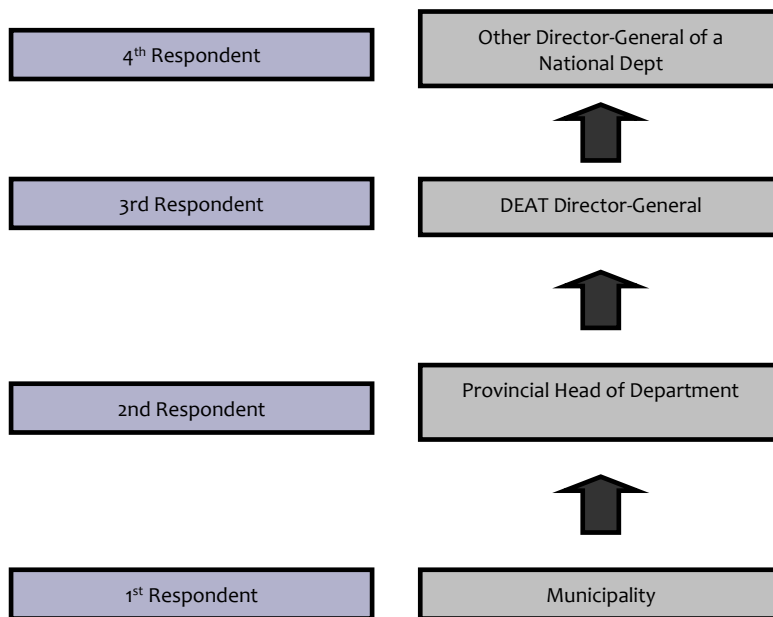 4th Respondent
Other Director-General of a
National Dept
3rd Respondent
DEAT Director-General
2nd Respondent
Provincial Head of Department
1st Respondent
Municipality